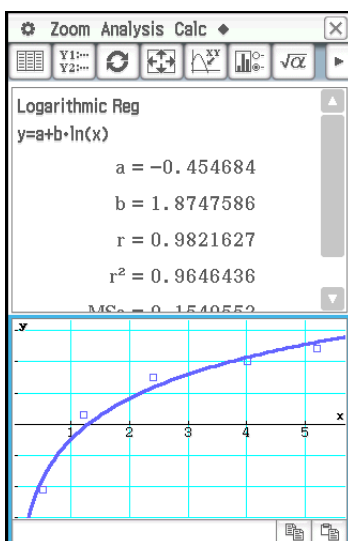 Zoom Analysis Calc
Y1:···
Y2:···
XY
√α
Logarithmic Reg
y=a+b·ln(x)
a = −0.454684
b = 1.8747586
r = 0.9821627
r² = 0.9646436
y
x
1 2 3 4 5